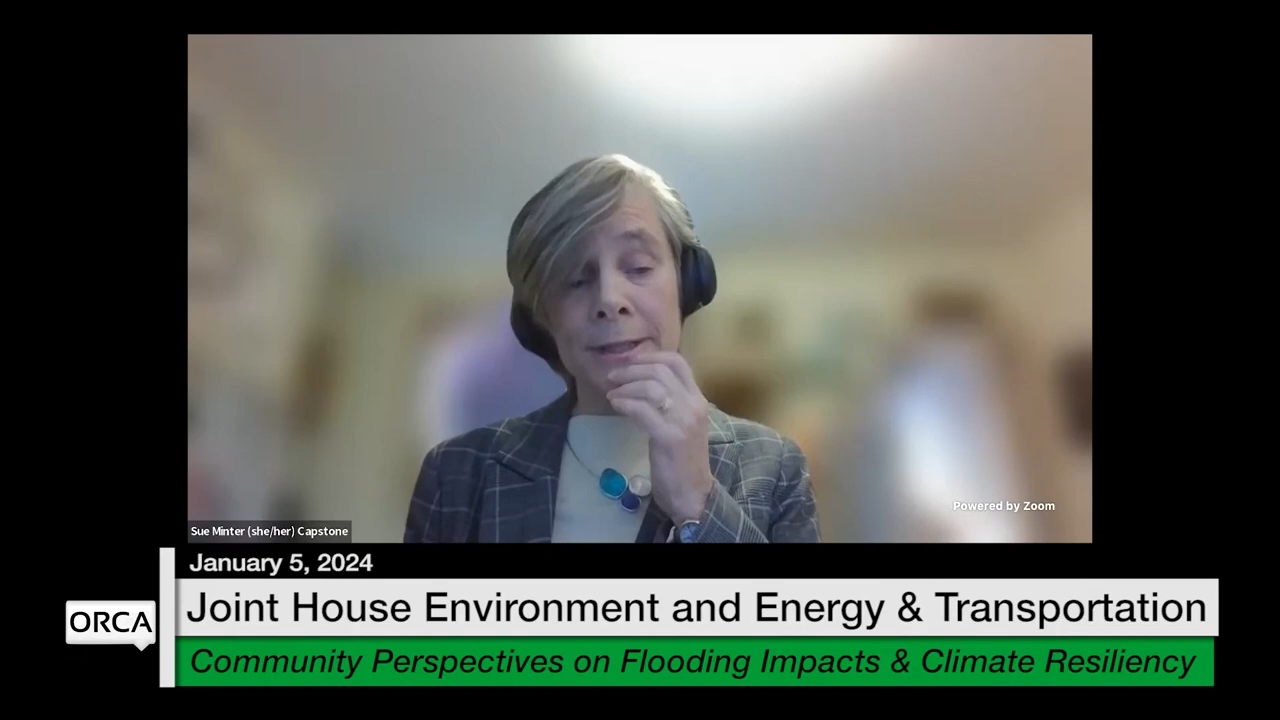 Powered by Zoom
Sue Minter (she/her) Capstone
January 5, 2024
ORCA
Joint House Environment and Energy & Transportation
Community Perspectives on Flooding Impacts & Climate Resiliency